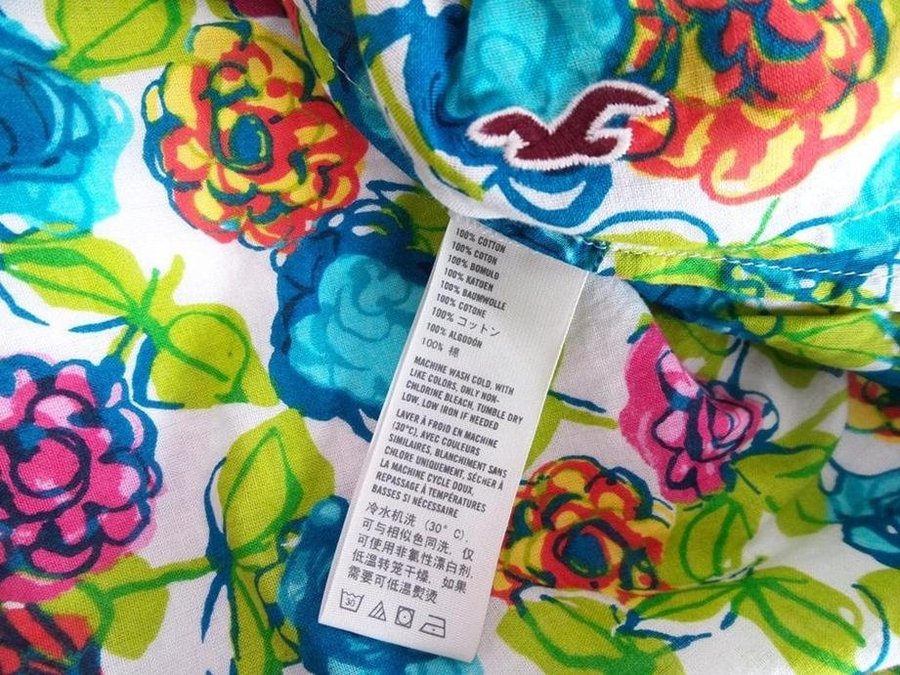 100% COTTON
100% COTON
100% BOMULD
100% KATOEN
100% BAUMWOLLE
100% COTONE
100% コットン
100% ALGODÓN
100% 棉
MACHINE WASH COLD. WITH
LIKE COLORS, ONLY NON-
CHLORINE BLEACH, TUMBLE DRY
LOW, LOW IRON IF NEEDED
LAVER À FROID EN MACHINE
(30°C), AVEC COULEURS
SIMILAIRES, BLANCHIMENT SANS
CHLORE UNIQUEMENT, SÉCHER À
LA MACHINE CYCLE DOUX,
REPASSAGE À TEMPÉRATURES
BASSES SI NÉCESSAIRE
冷水机洗 (30° C),
可与相似色同洗, 仅
可使用非氯性漂白剂,
低温转笼干燥, 如果
需要可低温熨烫
30